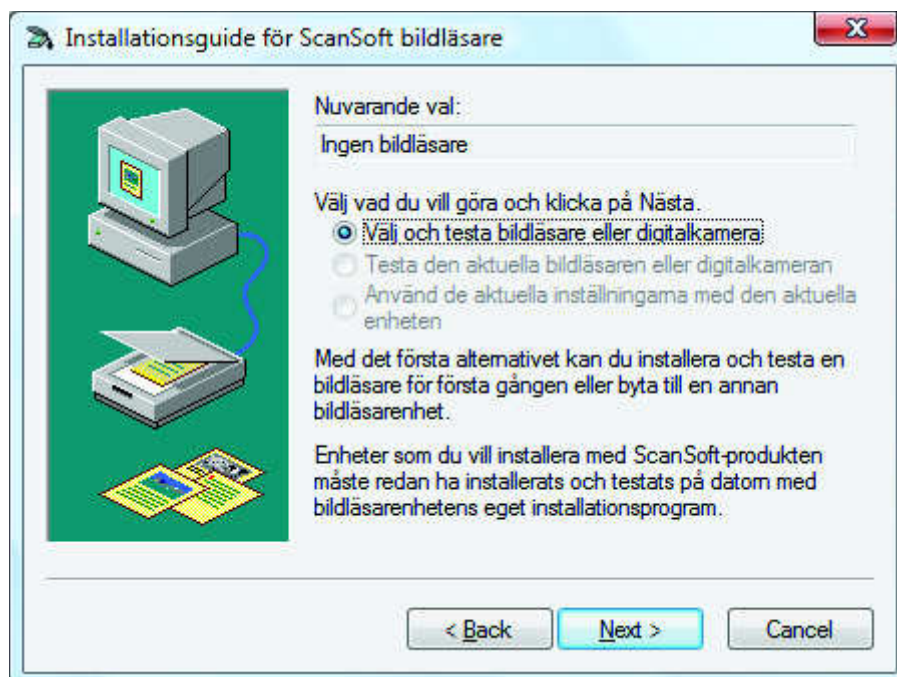 Installationsguide för ScanSoft bildläsare
Nuvarande val:
Ingen bildläsare
Välj vad du vill göra och klicka på Nästa.
Välj och testa bildläsare eller digitalkamera
Testa den aktuella bildläsaren eller digitalkameran
Använd de aktuella inställningarna med den aktuella
enheten
Med det första alternativet kan du installera och testa en
bildläsare för första gången eller byta till en annan
bildläsarenhet.
Enheter som du vill installera med ScanSoft-produkten
måste redan ha installerats och testats på datorn med
bildläsarenhetens eget installationsprogram.
< Back
Next >
Cancel